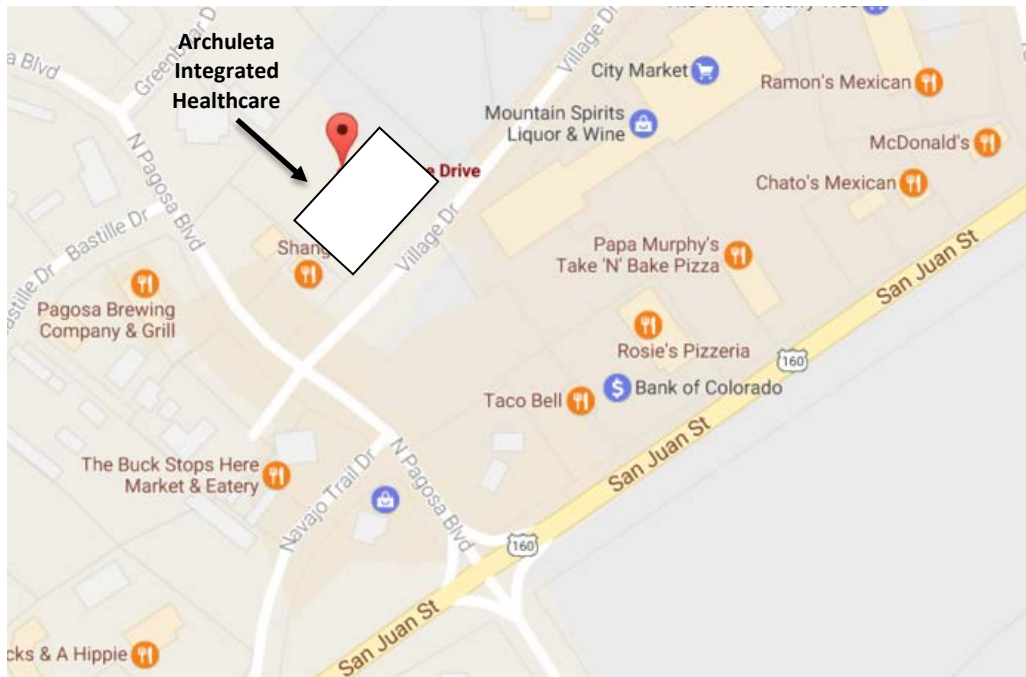 Archuleta
Integrated
Healthcare
a Blvd
Greenbriar D
Village Dr
City Market
Ramon's Mexican
Mountain Spirits
Liquor & Wine
McDonald's
Chato's Mexican
N Pagosa Blvd
e Drive
Bastille Dr
Shang
Village Dr
Papa Murphy's
Take 'N' Bake Pizza
San Juan St
astille Dr
Pagosa Brewing
Company & Grill
Rosie's Pizzeria
160
Bank of Colorado
Taco Bell
San Juan St
The Buck Stops Here
Market & Eatery
Navajo Trail Dr
N Pagosa Blvd
160
San Juan St
cks & A Hippie